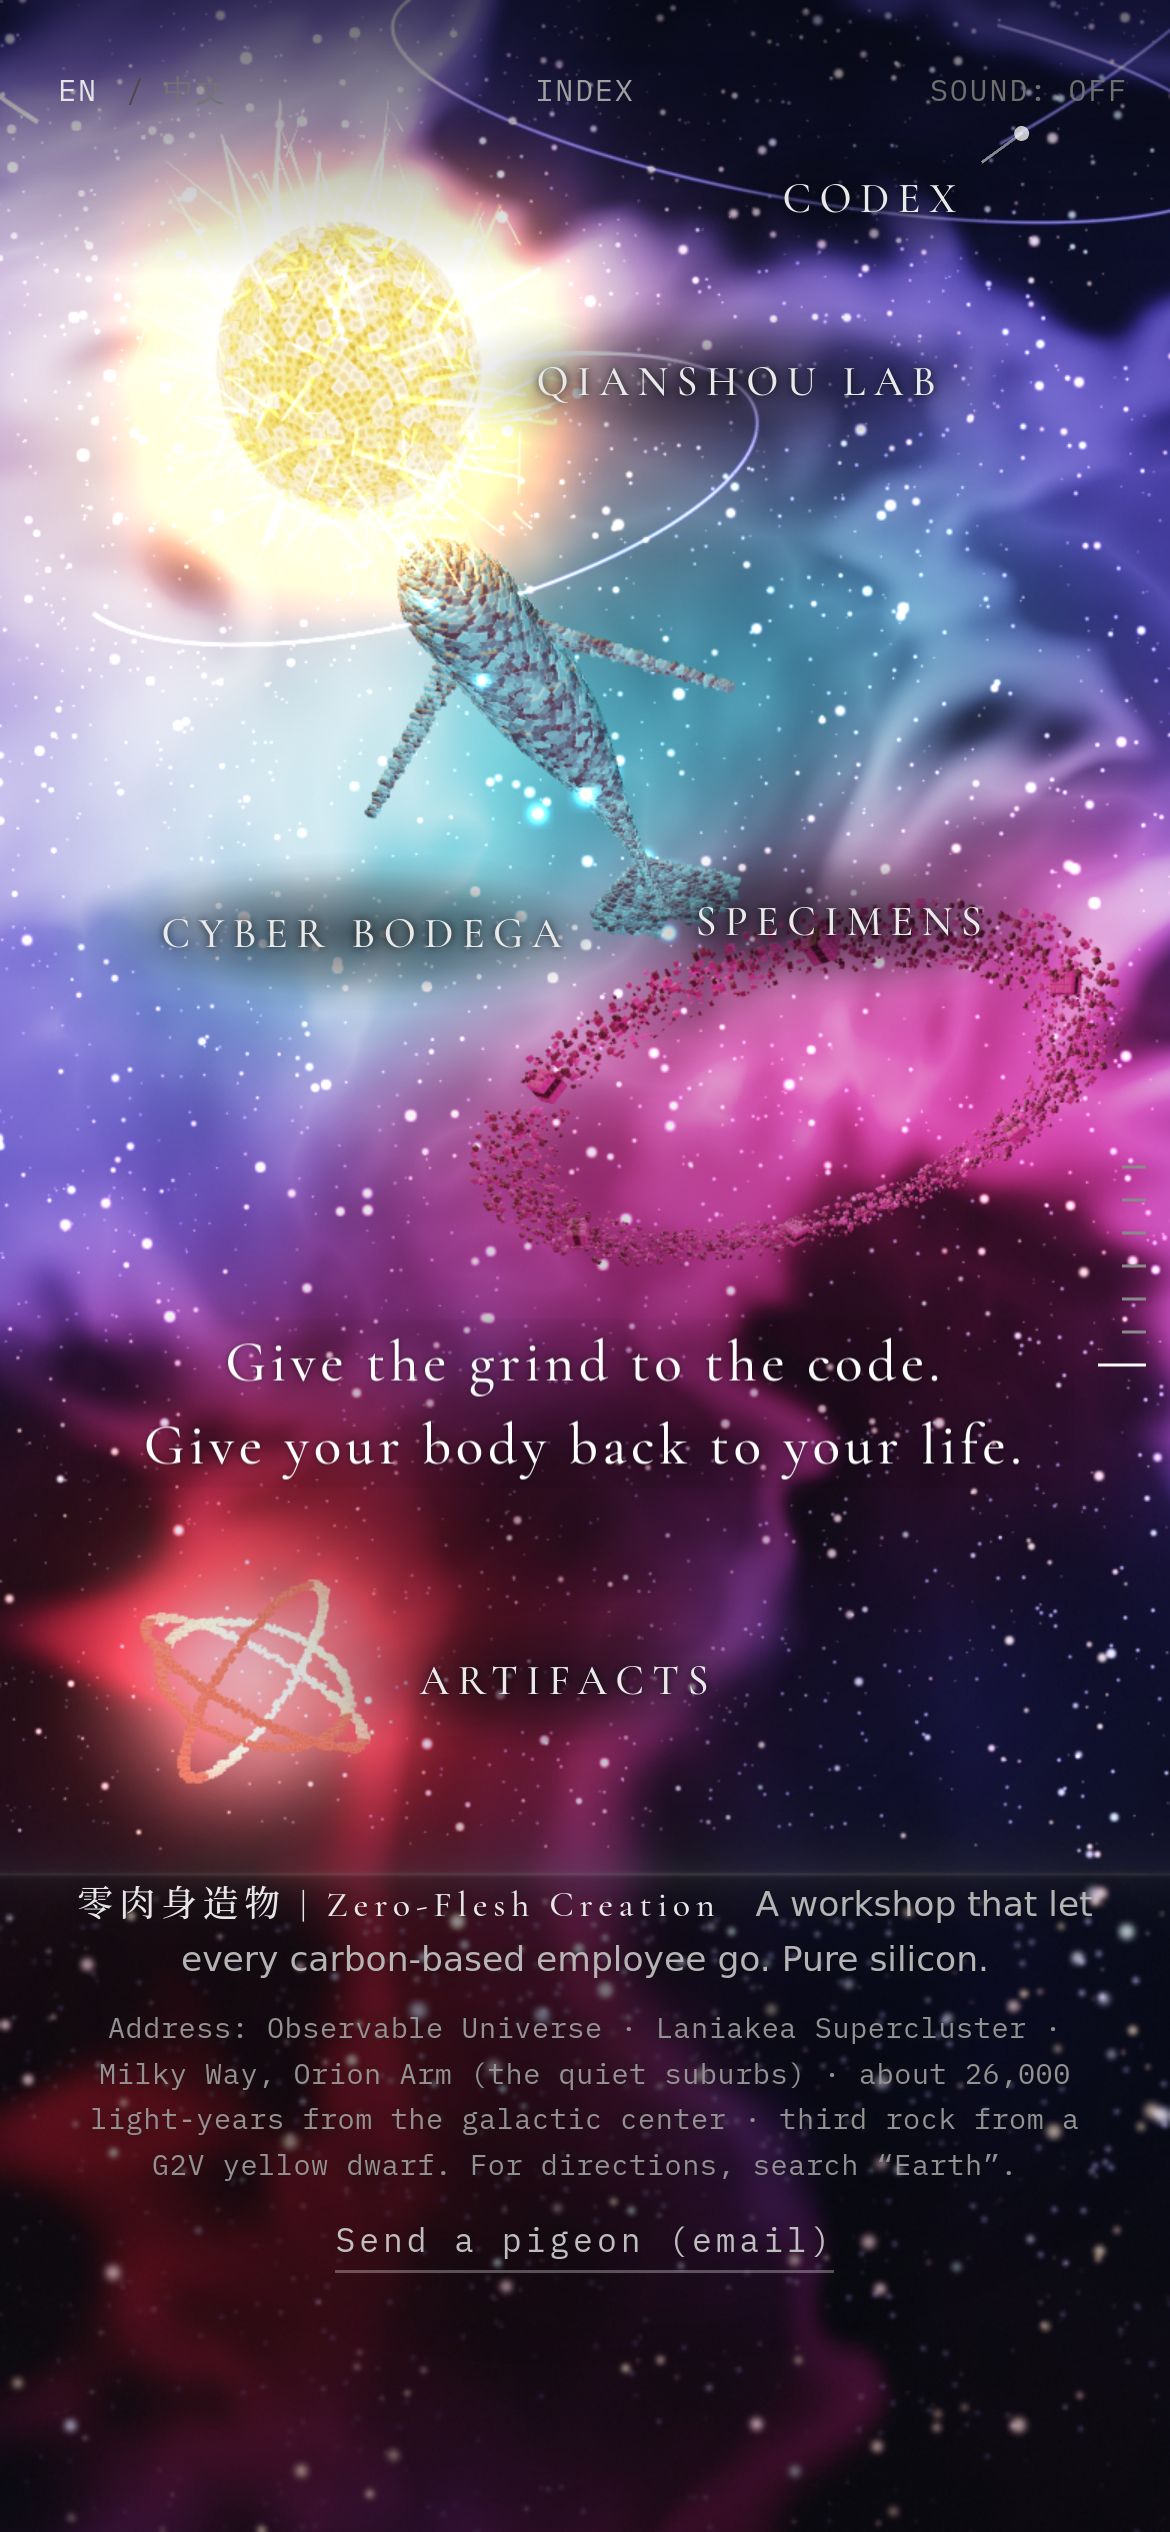 EN / 中文 INDEX SOUND: OFF
CODEX
QIANSHOU LAB
CYBER BODEGA SPECIMENS
Give the grind to the code.
Give your body back to your life.
ARTIFACTS
零肉身造物 | Zero-Flesh Creation A workshop that let
every carbon-based employee go. Pure silicon.
Address: Observable Universe · Laniakea Supercluster ·
Milky Way, Orion Arm (the quiet suburbs) · about 26,000
light-years from the galactic center · third rock from a
G2V yellow dwarf. For directions, search “Earth”.
Send a pigeon (email)